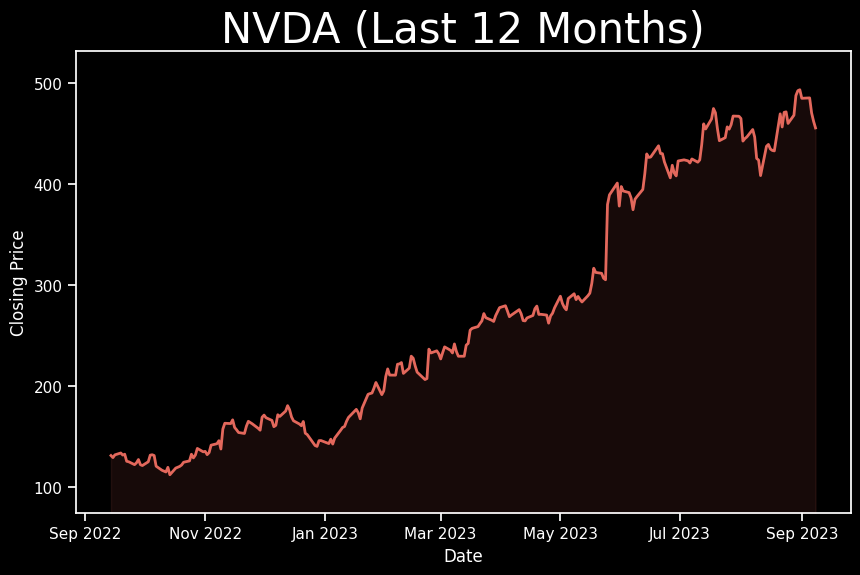 NVDA (Last 12 Months)
Closing Price
500
400
300
200
100
Sep 2022 Nov 2022 Jan 2023 Mar 2023 May 2023 Jul 2023 Sep 2023
Date